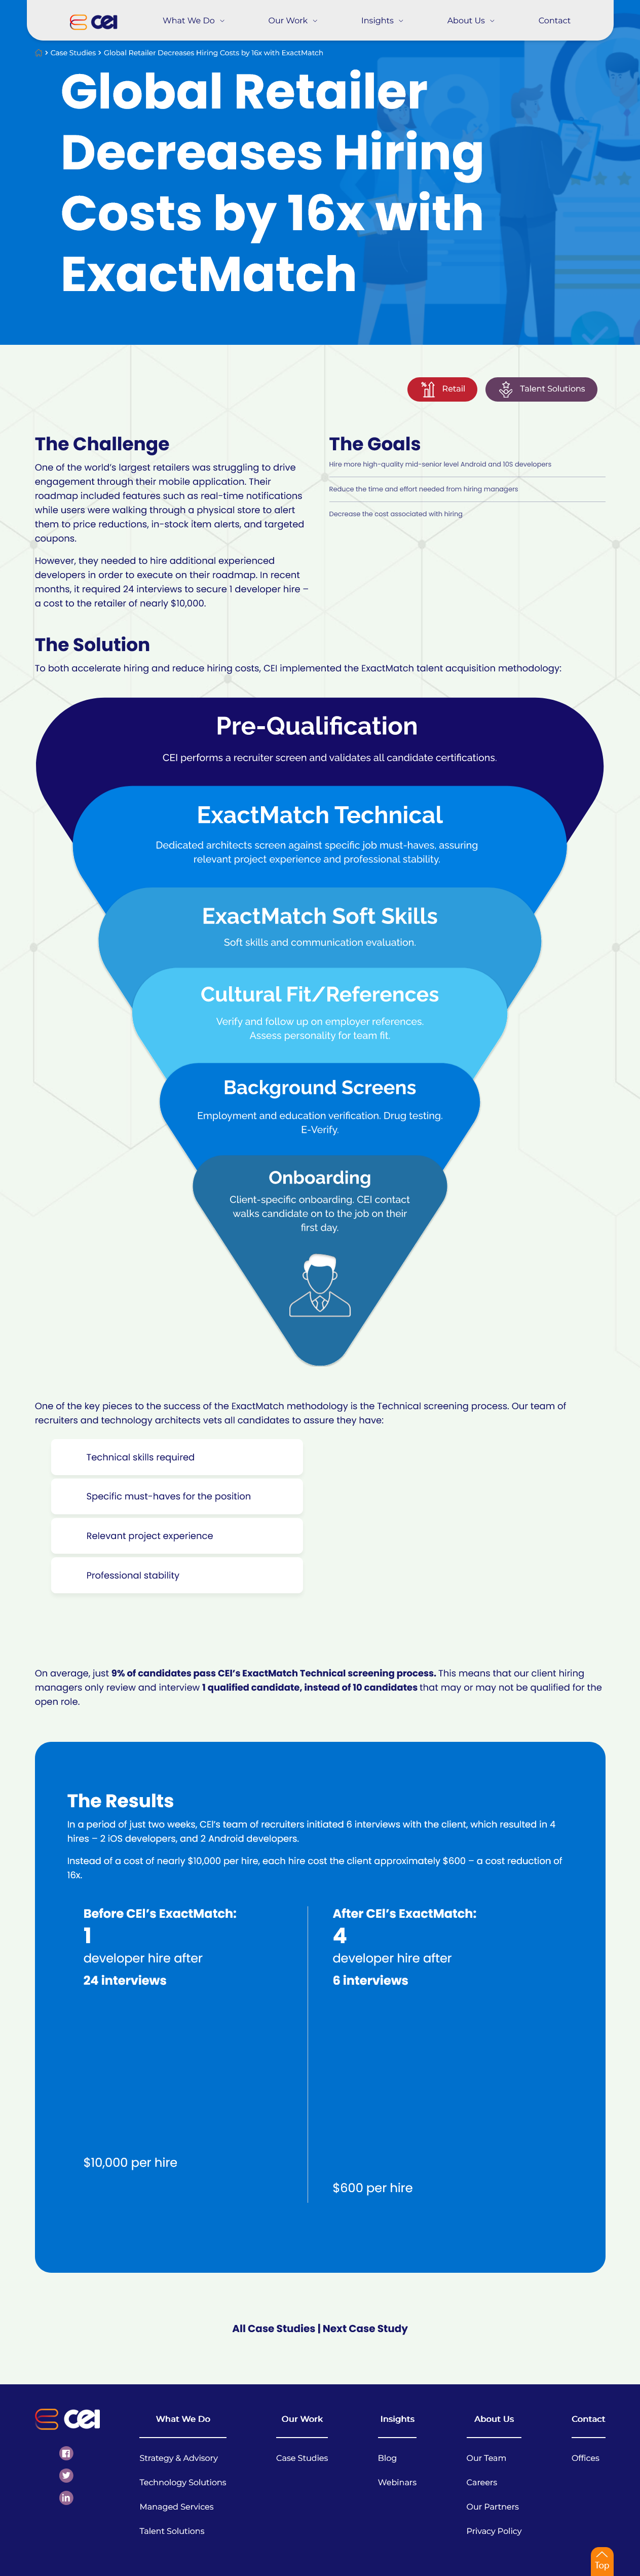 CEI
What We Do
Our Work
Insights
About Us
Contact
Case Studies > Global Retailer Decreases Hiring Costs by 16x with ExactMatch
Global Retailer
Decreases Hiring
Costs by 16x with
ExactMatch
Retail
Talent Solutions
The Challenge
One of the world's largest retailers was struggling to drive
engagement through their mobile application. Their
roadmap included features such as real-time notifications
while users were walking through a physical store to alert
them to price reductions, in-stock item alerts, and targeted
coupons.
However, they needed to hire additional experienced
developers in order to execute on their roadmap. In recent
months, it required 24 interviews to secure 1 developer hire –
a cost to the retailer of nearly $10,000.
The Goals
Hire more high-quality mid-senior level Android and IOS developers
Reduce the time and effort needed from hiring managers
Decrease the cost associated with hiring
The Solution
To both accelerate hiring and reduce hiring costs, CEI implemented the ExactMatch talent acquisition methodology:
Pre-Qualification
CEI performs a recruiter screen and validates all candidate certifications.
ExactMatch Technical
Dedicated architects screen against specific job must-haves, assuring
relevant project experience and professional stability.
ExactMatch Soft Skills
Soft skills and communication evaluation.
Cultural Fit/References
Verify and follow up on employer references.
Assess personality for team fit.
Background Screens
Employment and education verification. Drug testing.
E-Verify.
Onboarding
Client-specific onboarding. CEI contact
walks candidate on to the job on their
first day.
One of the key pieces to the success of the ExactMatch methodology is the Technical screening process. Our team of
recruiters and technology architects vets all candidates to assure they have:
Technical skills required
Specific must-haves for the position
Relevant project experience
Professional stability
On average, just 9% of candidates pass CEI's ExactMatch Technical screening process. This means that our client hiring
managers only review and interview 1 qualified candidate, instead of 10 candidates that may or may not be qualified for the
open role.
The Results
In a period of just two weeks, CEI's team of recruiters initiated 6 interviews with the client, which resulted in 4
hires – 2 iOS developers, and 2 Android developers.
Instead of a cost of nearly $10,000 per hire, each hire cost the client approximately $600 – a cost reduction of
16x.
Before CEI's ExactMatch:
1
developer hire after
24 interviews
$10,000 per hire
After CEI's ExactMatch:
4
developer hire after
6 interviews
$600 per hire
All Case Studies | Next Case Study
CEI
What We Do
Strategy & Advisory
Technology Solutions
Managed Services
Talent Solutions
Our Work
Case Studies
Insights
Blog
Webinars
About Us
Our Team
Careers
Our Partners
Privacy Policy
Contact
Offices
Top